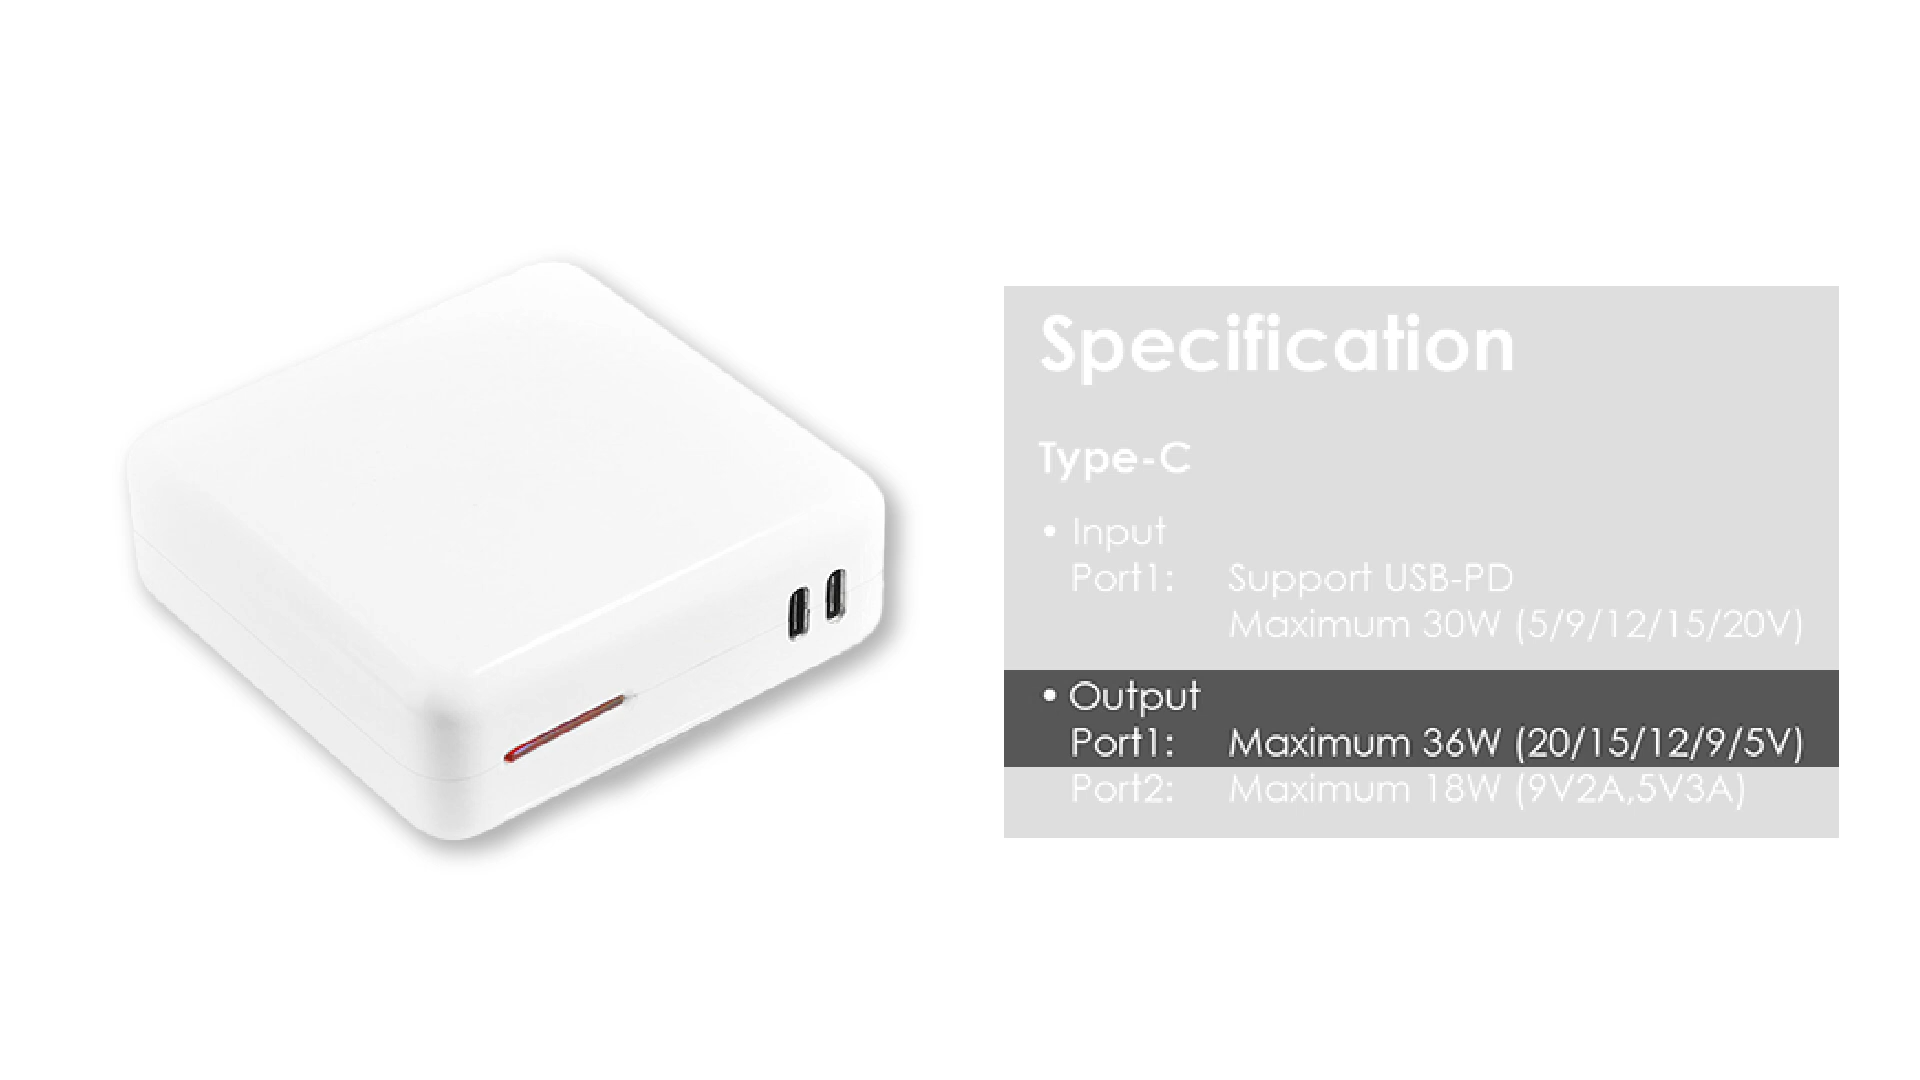 Specification
Type-C
• Input
Port1: Support USB-PD
Maximum 30W (5/9/12/15/20V)
• Output
Port1: Maximum 36W (20/15/12/9/5V)
Port2: Maximum 18W (9V2A,5V3A)